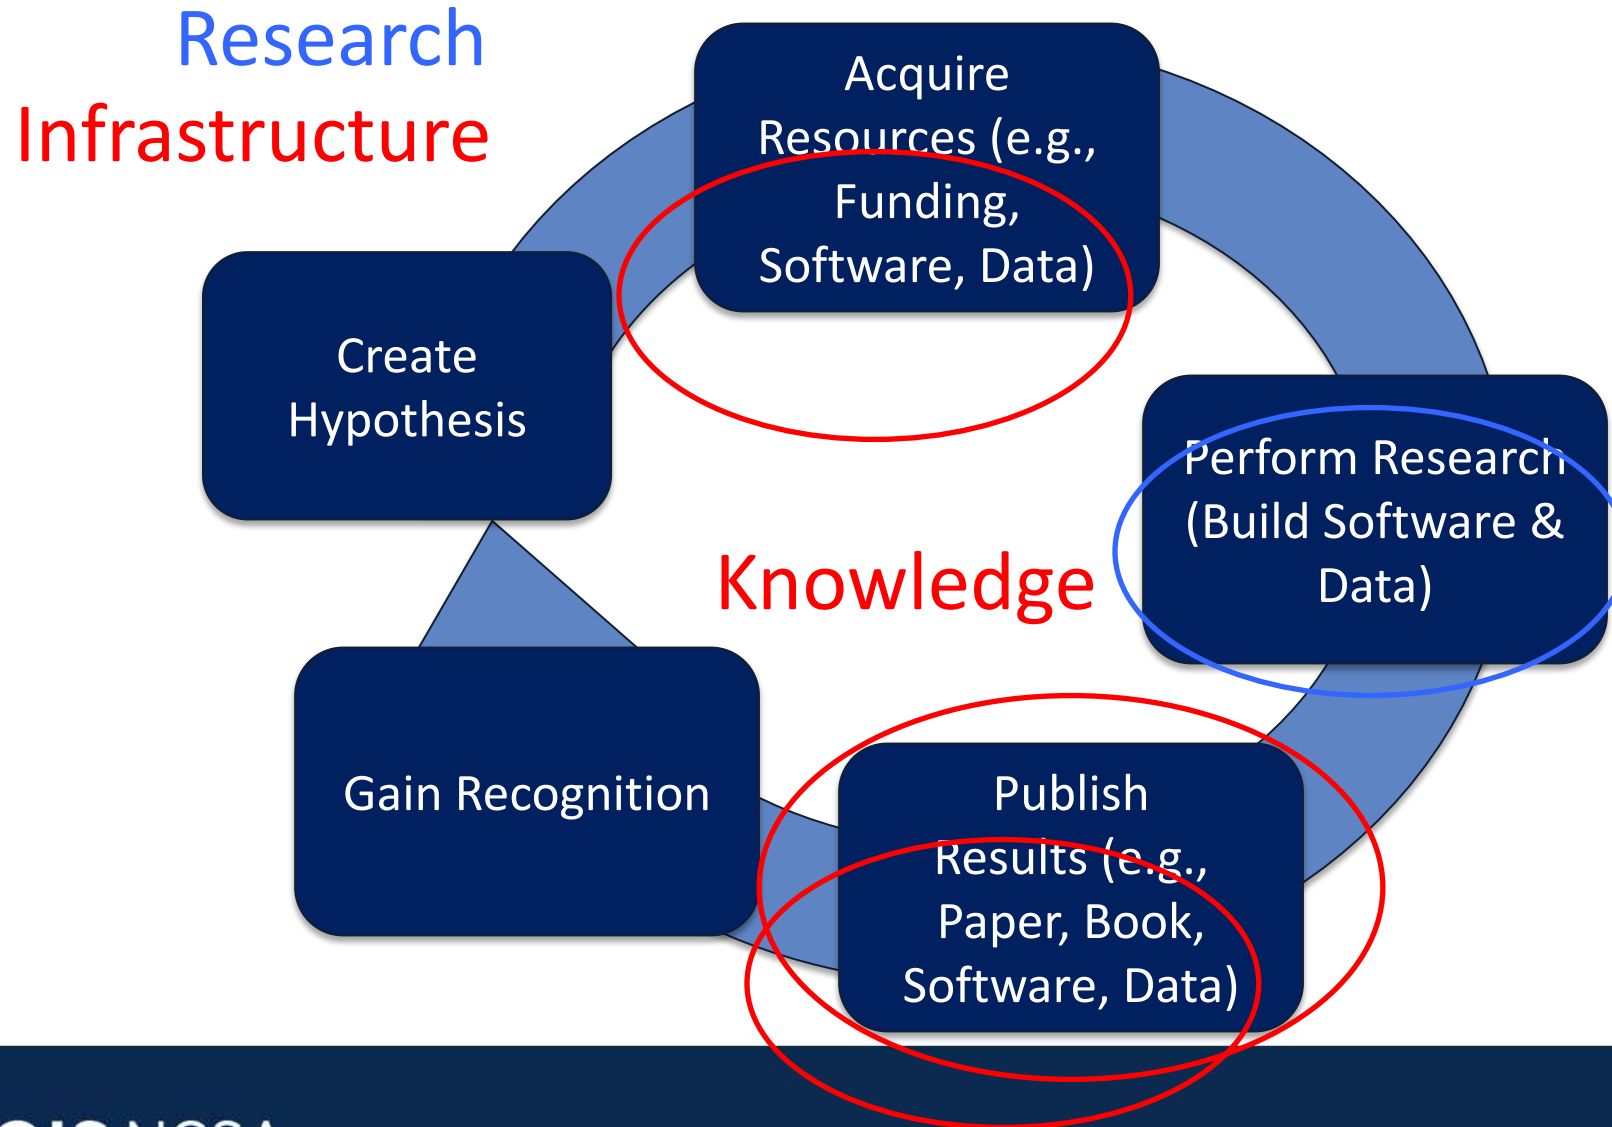 Research
Infrastructure
Acquire
Resources (e.g.,
Funding,
Software, Data)
Create
Hypothesis
Perform Research
(Build Software &
Data)
Knowledge
Gain Recognition
Publish
Results (e.g.,
Paper, Book,
Software, Data)